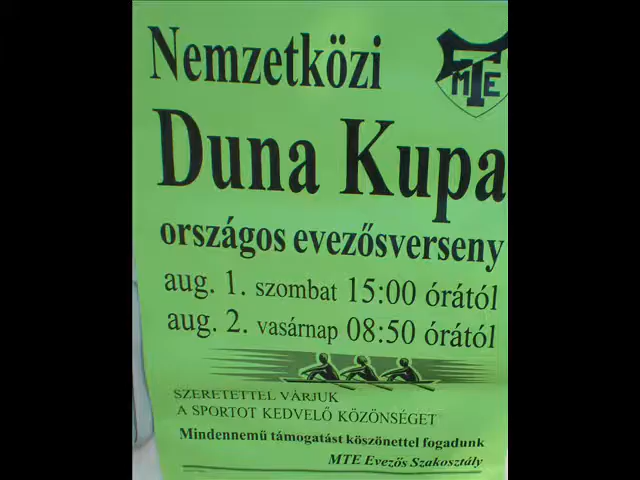 Nemzetközi
MTE
Duna Kupa
országos evezősverseny
aug. 1. szombat 15:00 órától
aug. 2. vasárnap 08:50 órától
SZERETETTEL VÁRJUK
A SPORTOT KEDVELŐ KÖZÖNSÉGET
Mindennemű támogatást köszönettel fogadunk
MTE Evezős Szakosztály